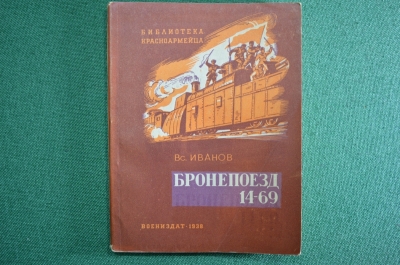 БИБЛИОТЕКА
КРАСНОАРМЕЙЦА
Вс. ИВАНОВ
БРОНЕПОЕЗД
14-69
ВОЕНИЗДАТ · 1938